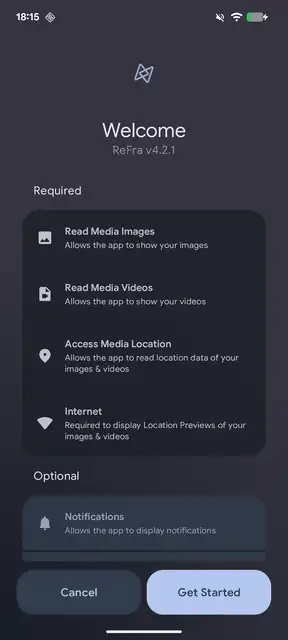 18:15
Welcome
ReFra v4.2.1
Required
Read Media Images
Allows the app to show your images
Read Media Videos
Allows the app to show your videos
Access Media Location
Allows the app to read location data of your
images & videos
Internet
Required to display Location Previews of your
images & videos
Optional
Notifications
Allows the app to display notifications
Cancel
Get Started